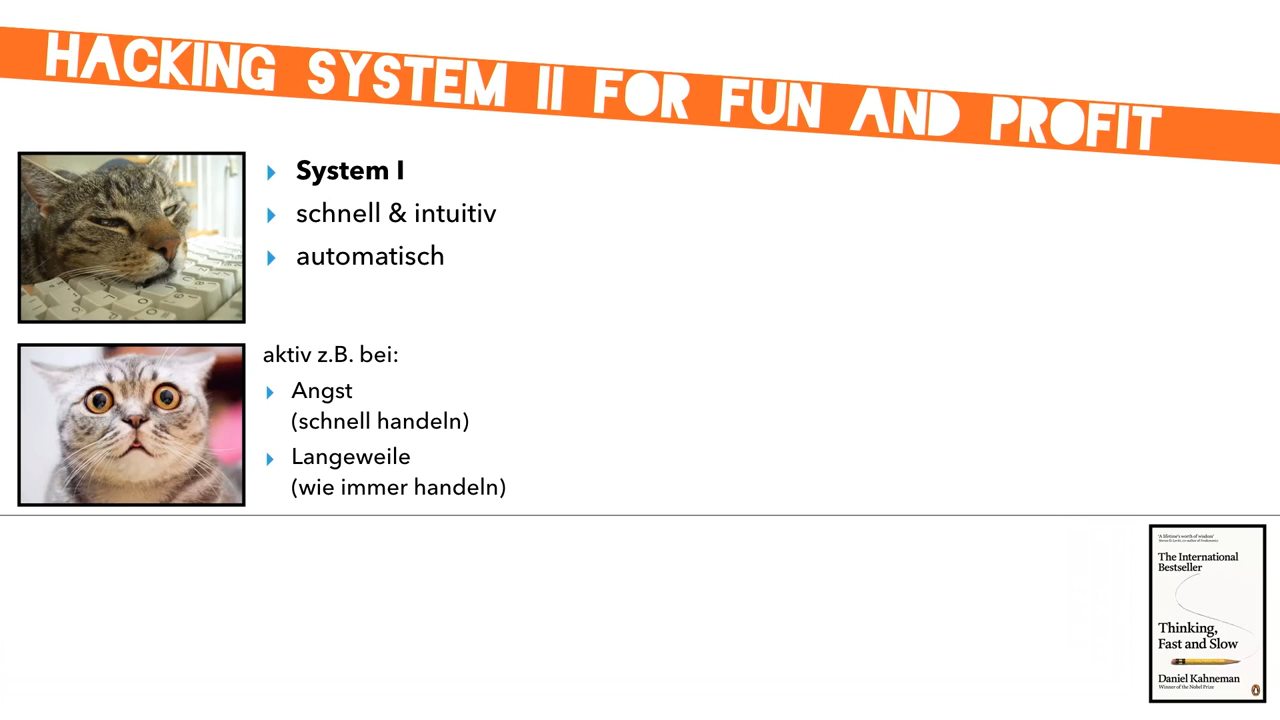 HACKING SYSTEM II FOR FUN AND PROFIT
System I
schnell & intuitiv
automatisch
aktiv z.B. bei:
Angst
(schnell handeln)
Langeweile
(wie immer handeln)
'A lifetime's worth of wisdom'
The International
Bestseller
Thinking,
Fast and Slow
Daniel Kahneman
Winner of the Nobel Prize